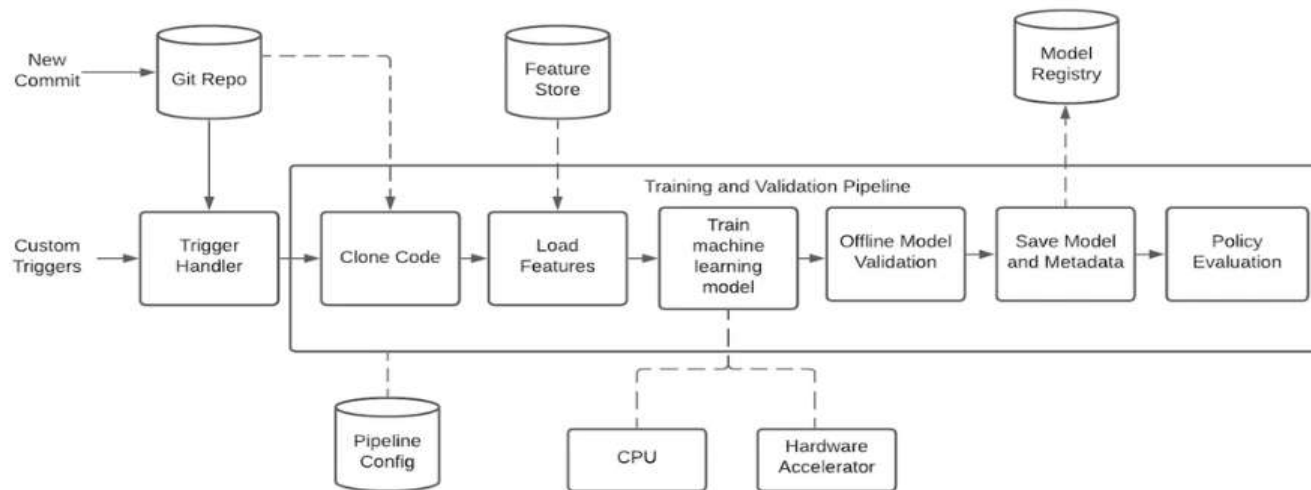 New
Commit
Git Repo
Feature
Store
Model
Registry
Training and Validation Pipeline
Custom
Triggers
Trigger
Handler
Clone Code
Load
Features
Train
machine
learning
model
Offline Model
Validation
Save Model
and Metadata
Policy
Evaluation
Pipeline
Config
CPU
Hardware
Accelerator